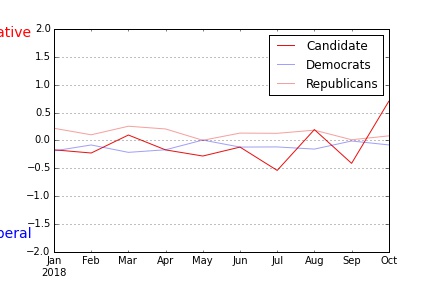 ative
2.0
1.5
1.0
0.5
0.0
−0.5
−1.0
−1.5
−2.0
beral
Candidate
Democrats
Republicans
Jan Feb Mar Apr May Jun Jul Aug Sep Oct
2018